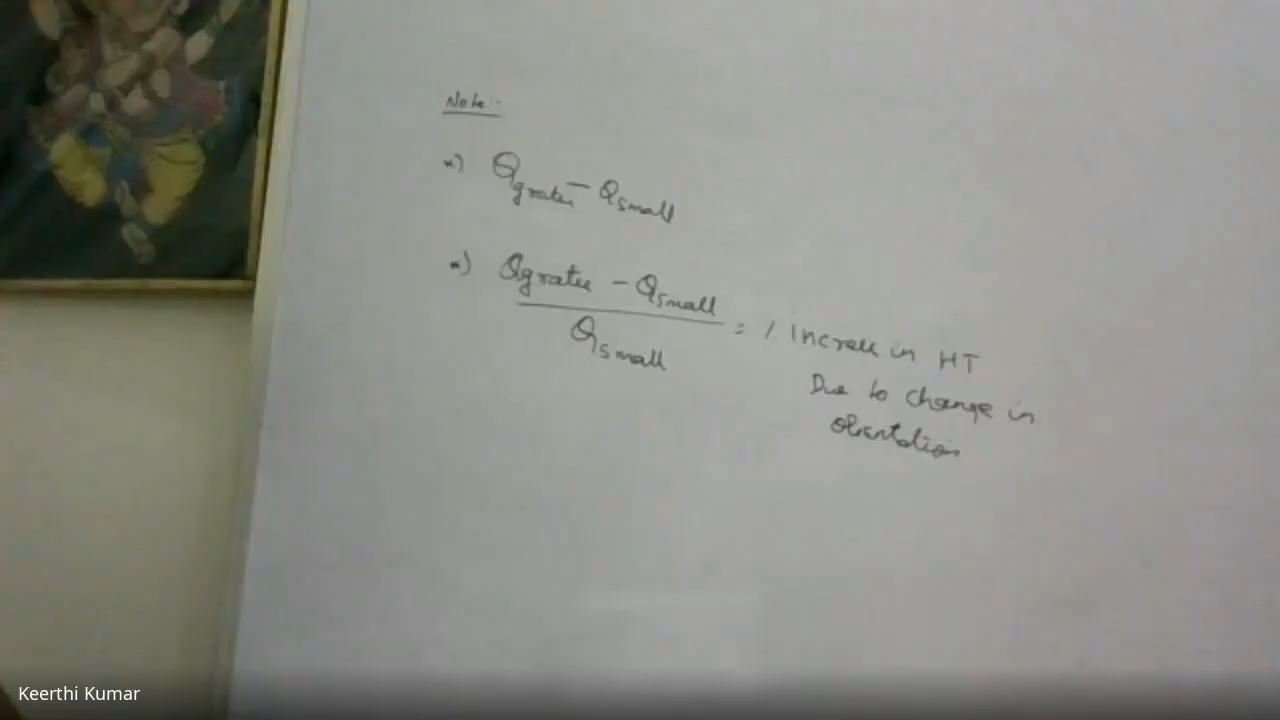 Note:-
*) Qgrater - Qsmall
*) Qgrater - Qsmall
Qsmall
= % Increase in HT
Due to change in
orientation
Keerthi Kumar